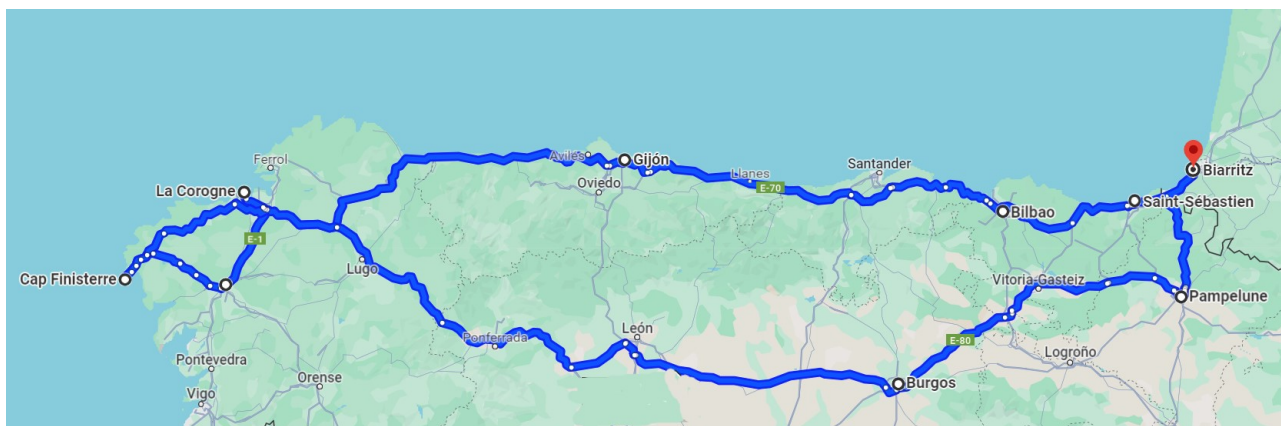 Ferrol
La Corogne
E-1
Cap Finisterre
Lugo
Pontevedra
Vigo
Orense
Avilés
Gijón
Oviedo
Llanes
E-70
Santander
Bilbao
Saint-Sébastien
Biarritz
Vitoria-Gasteiz
Pampelune
Ponferrada
León
E-80
Logroño
Burgos